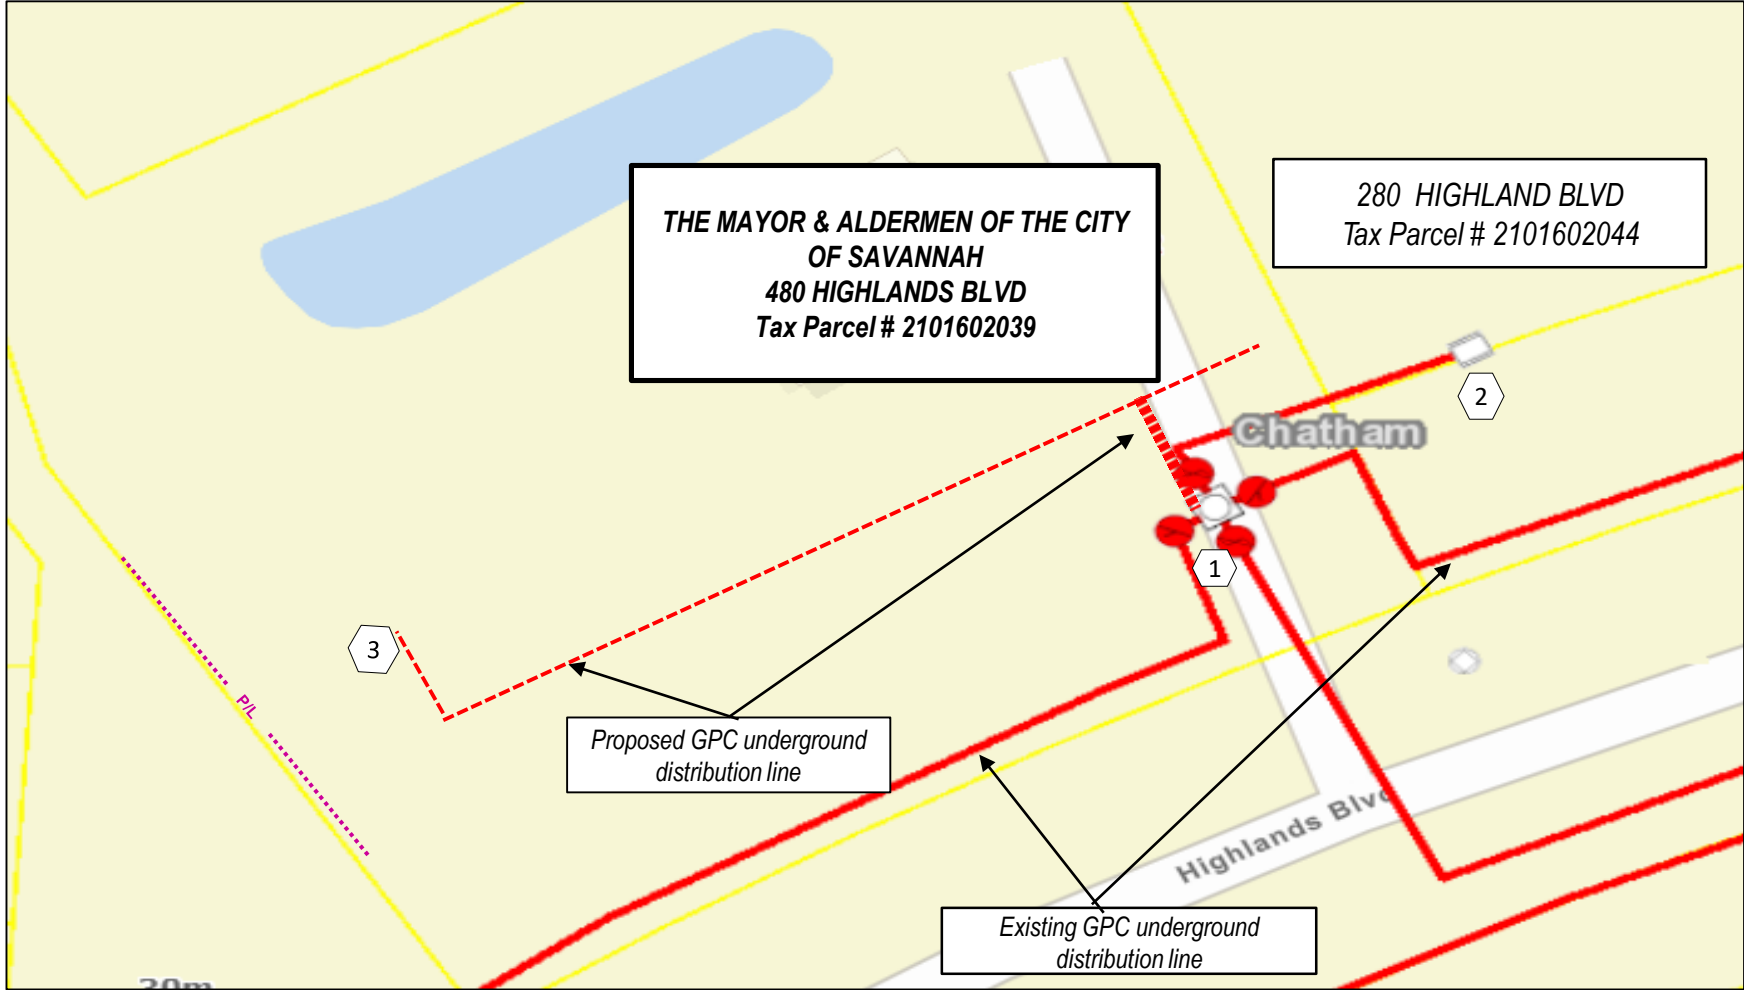 THE MAYOR & ALDERMEN OF THE CITY
OF SAVANNAH
480 HIGHLANDS BLVD
Tax Parcel # 2101602039
280 HIGHLAND BLVD
Tax Parcel # 2101602044
2
Chatham
1
3
P/L
Proposed GPC underground
distribution line
Highlands Blvd
Existing GPC underground
distribution line